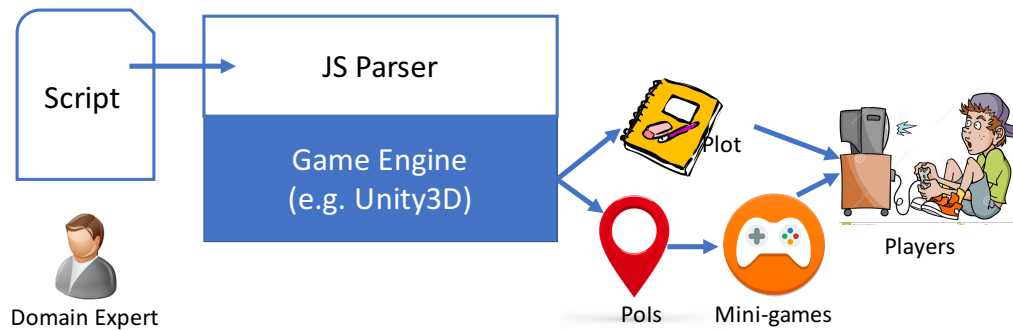 Script
JS Parser
Game Engine
(e.g. Unity3D)
Plot
Players
Domain Expert
PoIs
Mini-games